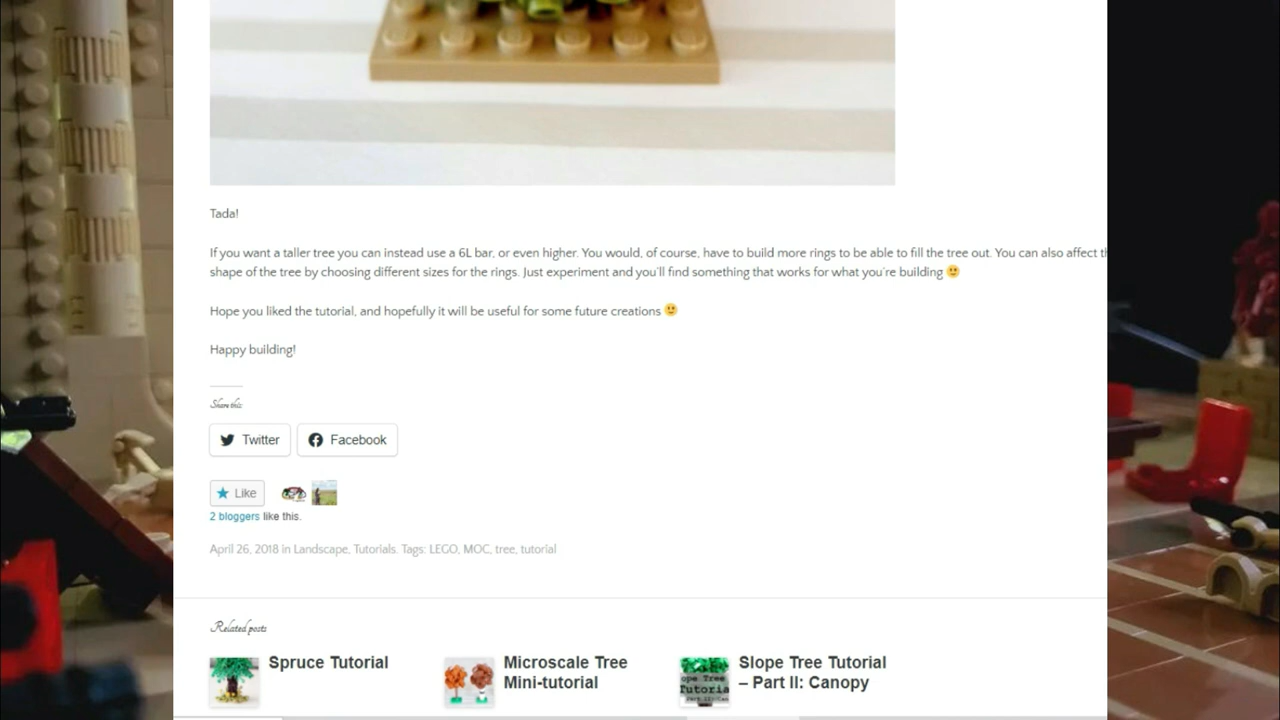 Tada!
If you want a taller tree you can instead use a 6L bar, or even higher. You would, of course, have to build more rings to be able to fill the tree out. You can also affect th
shape of the tree by choosing different sizes for the rings. Just experiment and you'll find something that works for what you're building 🙂
Hope you liked the tutorial, and hopefully it will be useful for some future creations 🙂
Happy building!
Share this:
Twitter Facebook
Like
2 bloggers like this.
April 26, 2018 in Landscape, Tutorials. Tags: LEGO, MOC, tree, tutorial
Related posts
Spruce Tutorial
Microscale Tree
Mini-tutorial
Slope Tree Tutorial
– Part II: Canopy
ope Tree
Tutoria